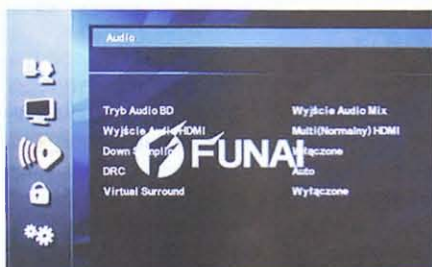 Audio
Tryb Audio BD Wyjście Audio Mix
Wyjście Audio HDMI Multi(Normalny) HDMI
Down
FUNAI
DRC Auto
Virtual Surround Wyłączone